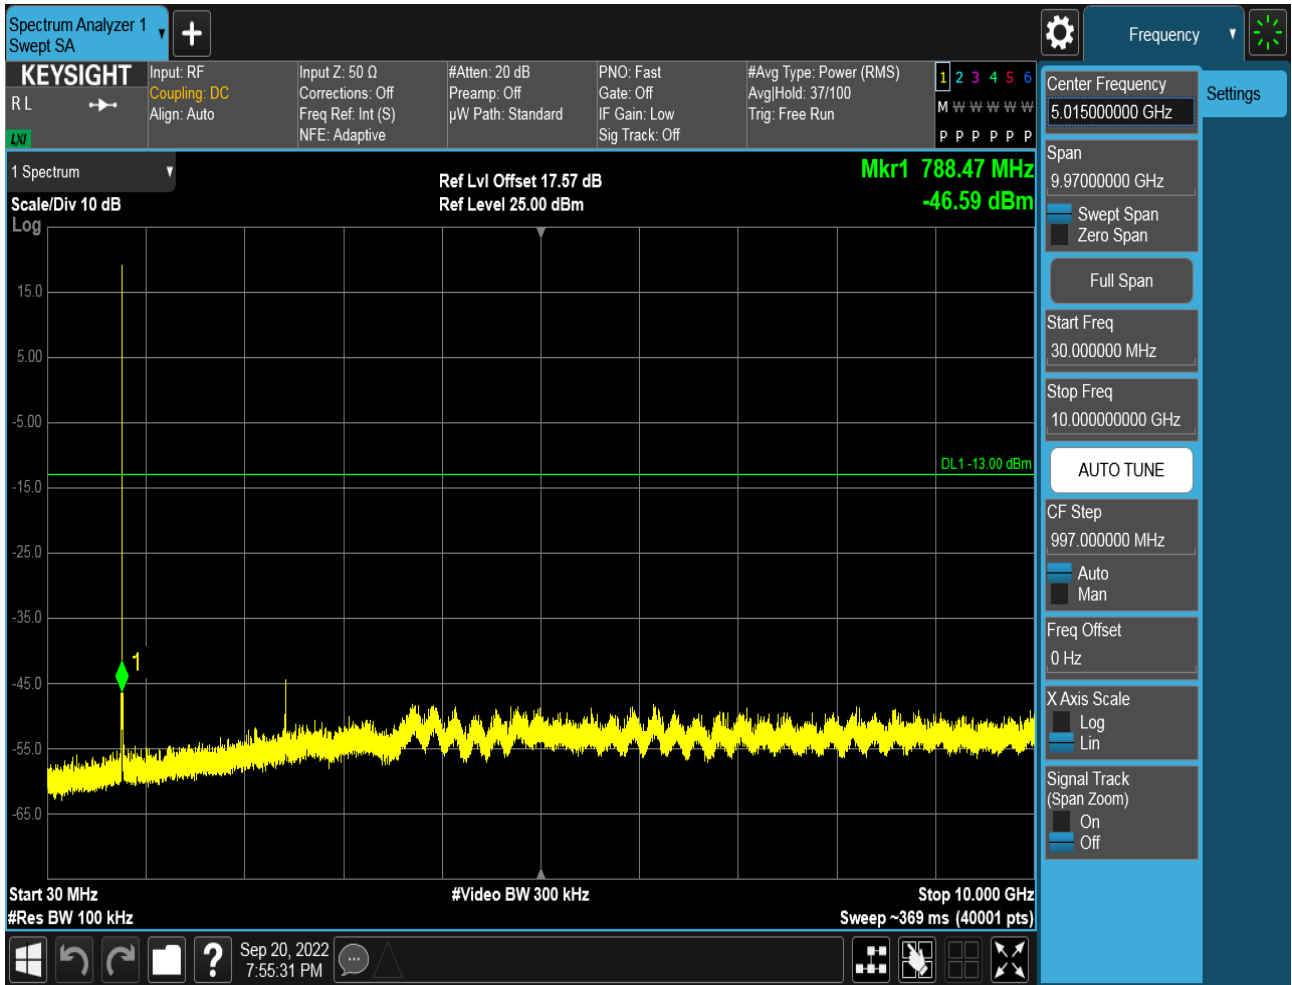 Spectrum Analyzer 1
Swept SA
Frequency
KEYSIGHT
R L
LXI
Input: RF
Coupling: DC
Align: Auto
Input Z: 50 Ω
Corrections: Off
Freq Ref: Int (S)
NFE: Adaptive
#Atten: 20 dB
Preamp: Off
µW Path: Standard
PNO: Fast
Gate: Off
IF Gain: Low
Sig Track: Off
#Avg Type: Power (RMS)
Avg|Hold: 37/100
Trig: Free Run
1 2 3 4 5 6
M W W W W W
P P P P P P
1 Spectrum
Scale/Div 10 dB
Log
Ref Lvl Offset 17.57 dB
Ref Level 25.00 dBm
Mkr1 788.47 MHz
-46.59 dBm
15.0
5.00
-5.00
DL1 -13.00 dBm
-15.0
-25.0
-35.0
1
-45.0
-55.0
-65.0
Start 30 MHz
#Video BW 300 kHz
Stop 10.000 GHz
#Res BW 100 kHz
Sweep ~369 ms (40001 pts)
Center Frequency
5.015000000 GHz
Settings
Span
9.97000000 GHz
Swept Span
Zero Span
Full Span
Start Freq
30.000000 MHz
Stop Freq
10.000000000 GHz
AUTO TUNE
CF Step
997.000000 MHz
Auto
Man
Freq Offset
0 Hz
X Axis Scale
Log
Lin
Signal Track
(Span Zoom)
On
Off
?
Sep 20, 2022
7:55:31 PM